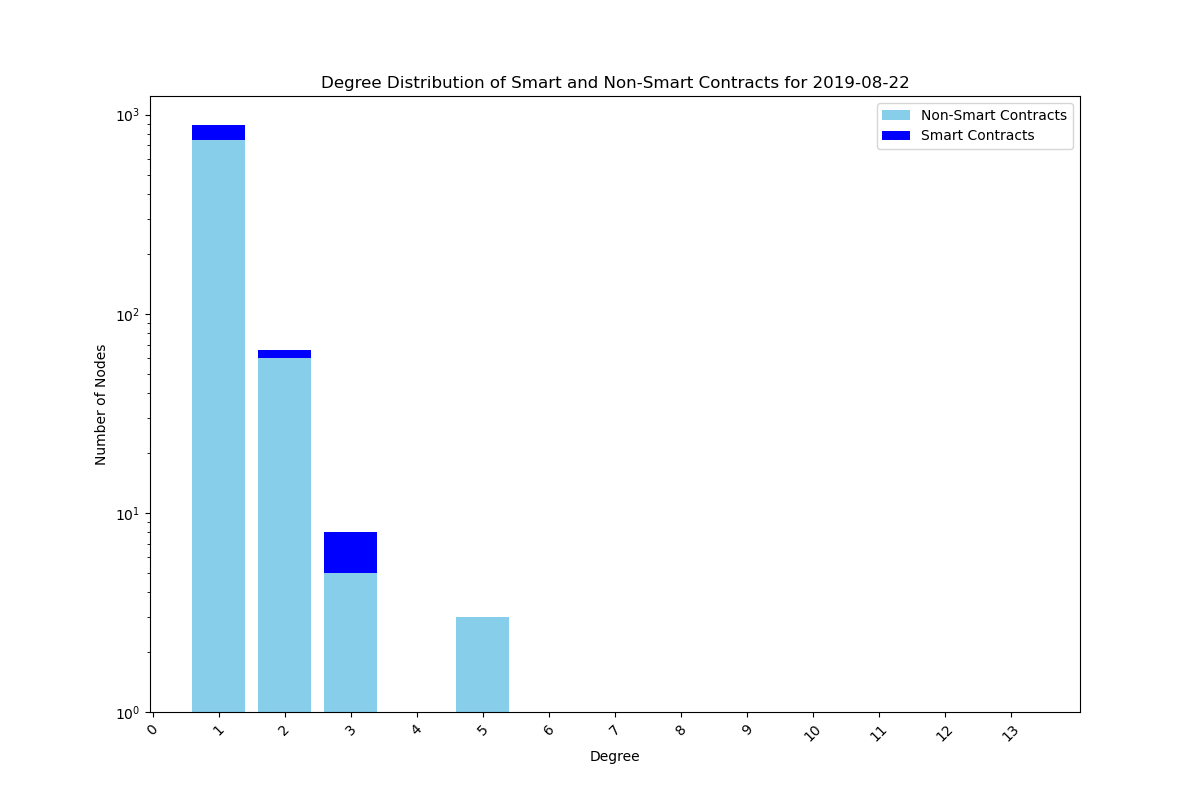 Degree Distribution of Smart and Non-Smart Contracts for 2019-08-22
Non-Smart Contracts
Smart Contracts
10³
10²
10¹
10⁰
Number of Nodes
0 1 2 3 4 5 6 7 8 9 10 11 12 13
Degree